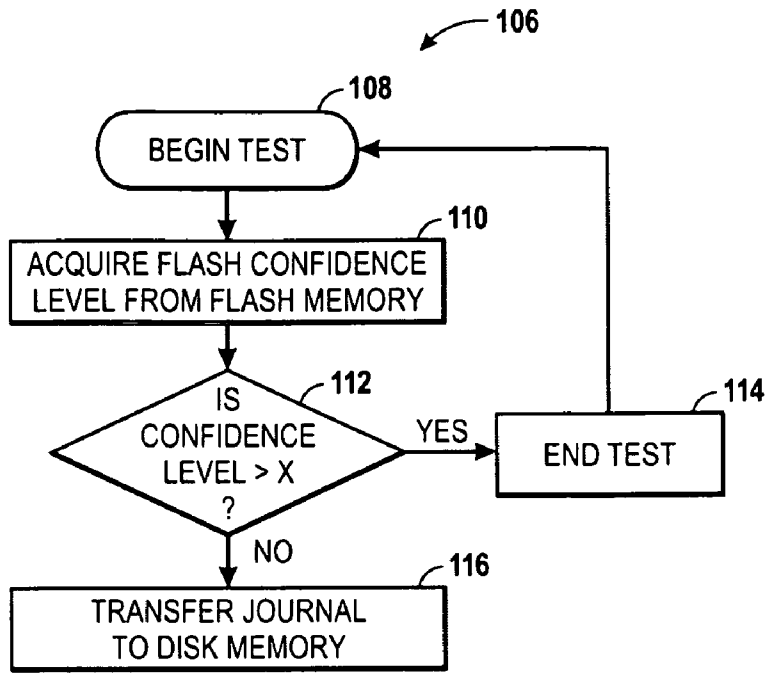 106
108
BEGIN TEST
110
ACQUIRE FLASH CONFIDENCE
LEVEL FROM FLASH MEMORY
112
IS
CONFIDENCE
LEVEL > X
?
YES
114
END TEST
NO
116
TRANSFER JOURNAL
TO DISK MEMORY